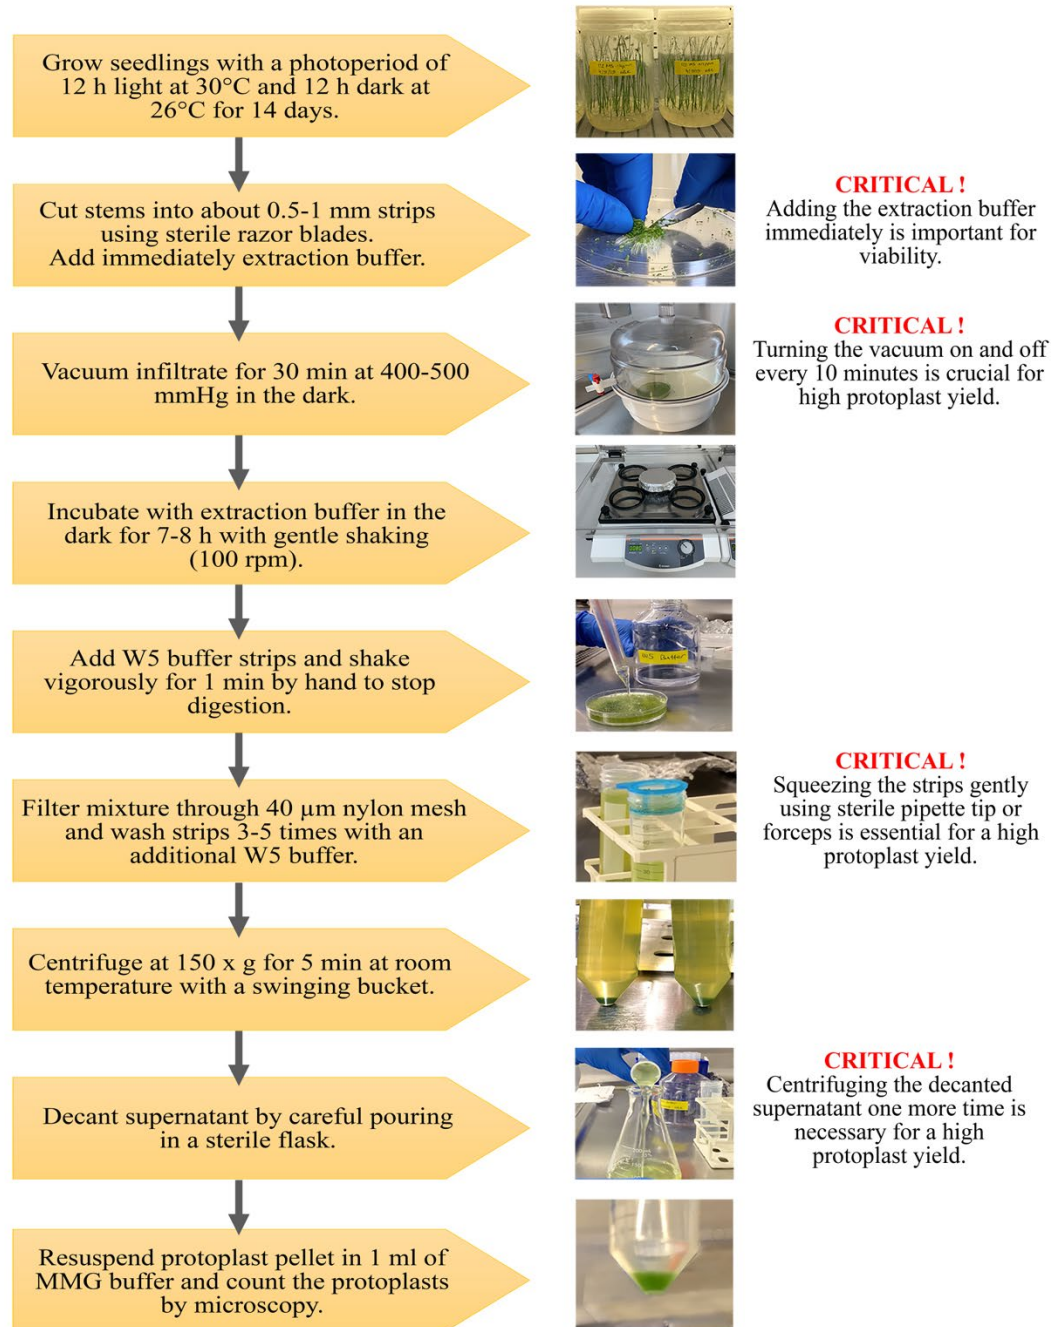 Grow seedlings with a photoperiod of
12 h light at 30°C and 12 h dark at
26°C for 14 days.
Cut stems into about 0.5-1 mm strips
using sterile razor blades.
Add immediately extraction buffer.
CRITICAL !
Adding the extraction buffer
immediately is important for
viability.
Vacuum infiltrate for 30 min at 400-500
mmHg in the dark.
CRITICAL !
Turning the vacuum on and off
every 10 minutes is crucial for
high protoplast yield.
Incubate with extraction buffer in the
dark for 7-8 h with gentle shaking
(100 rpm).
Add W5 buffer strips and shake
vigorously for 1 min by hand to stop
digestion.
W5 Buffer
Filter mixture through 40 µm nylon mesh
and wash strips 3-5 times with an
additional W5 buffer.
CRITICAL !
Squeezing the strips gently
using sterile pipette tip or
forceps is essential for a high
protoplast yield.
Centrifuge at 150 x g for 5 min at room
temperature with a swinging bucket.
Decant supernatant by careful pouring
in a sterile flask.
CRITICAL !
Centrifuging the decanted
supernatant one more time is
necessary for a high
protoplast yield.
Resuspend protoplast pellet in 1 ml of
MMG buffer and count the protoplasts
by microscopy.